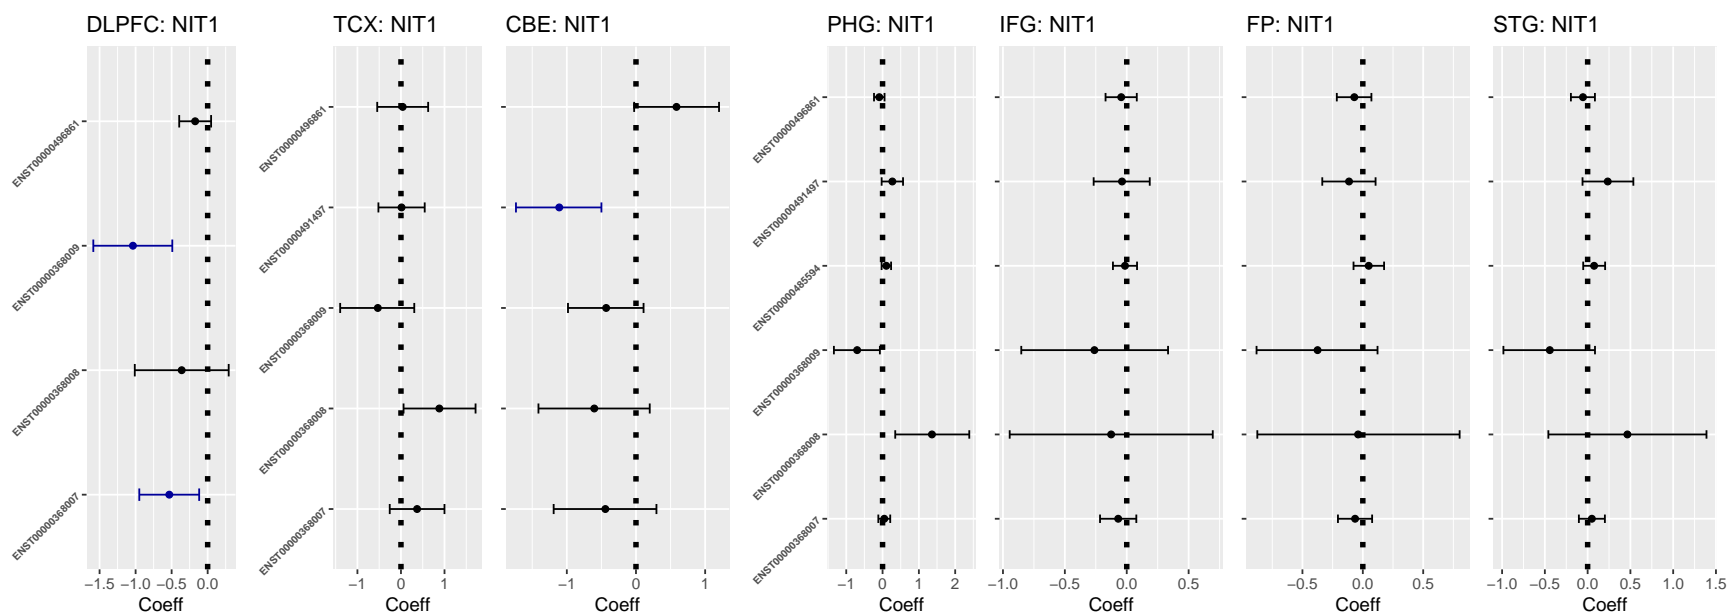 DLPFC: NIT1
ENST00000496861
ENST00000368009
ENST00000368008
ENST00000368007
−1.5 −1.0 −0.5 0.0
Coeff
TCX: NIT1
ENST00000496861
ENST00000491497
ENST00000368009
ENST00000368008
ENST00000368007
−1 0 1
Coeff
CBE: NIT1
−1 0 1
Coeff
PHG: NIT1
ENST00000496861
ENST00000491497
ENST00000485594
ENST00000368009
ENST00000368008
ENST00000368007
−1 0 1 2
Coeff
IFG: NIT1
−1.0 −0.5 0.0 0.5
Coeff
FP: NIT1
−0.5 0.0 0.5
Coeff
STG: NIT1
−1.0 −0.5 0.0 0.5 1.0 1.5
Coeff